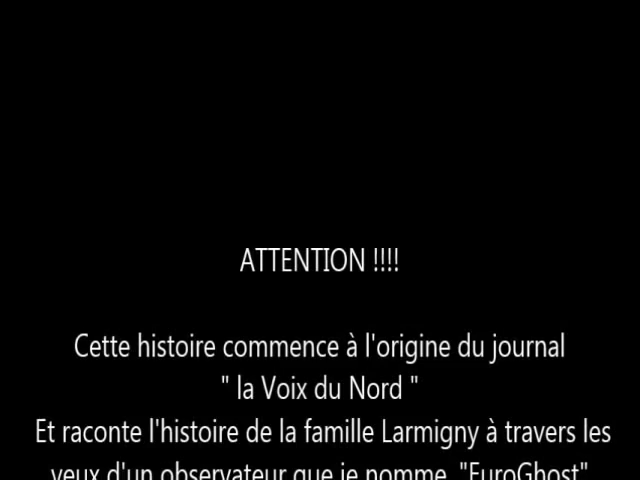 ATTENTION !!!!
Cette histoire commence à l'origine du journal
" la Voix du Nord "
Et raconte l'histoire de la famille Larmigny à travers les
yeux d'un observateur que je nomme "EuroGhost"